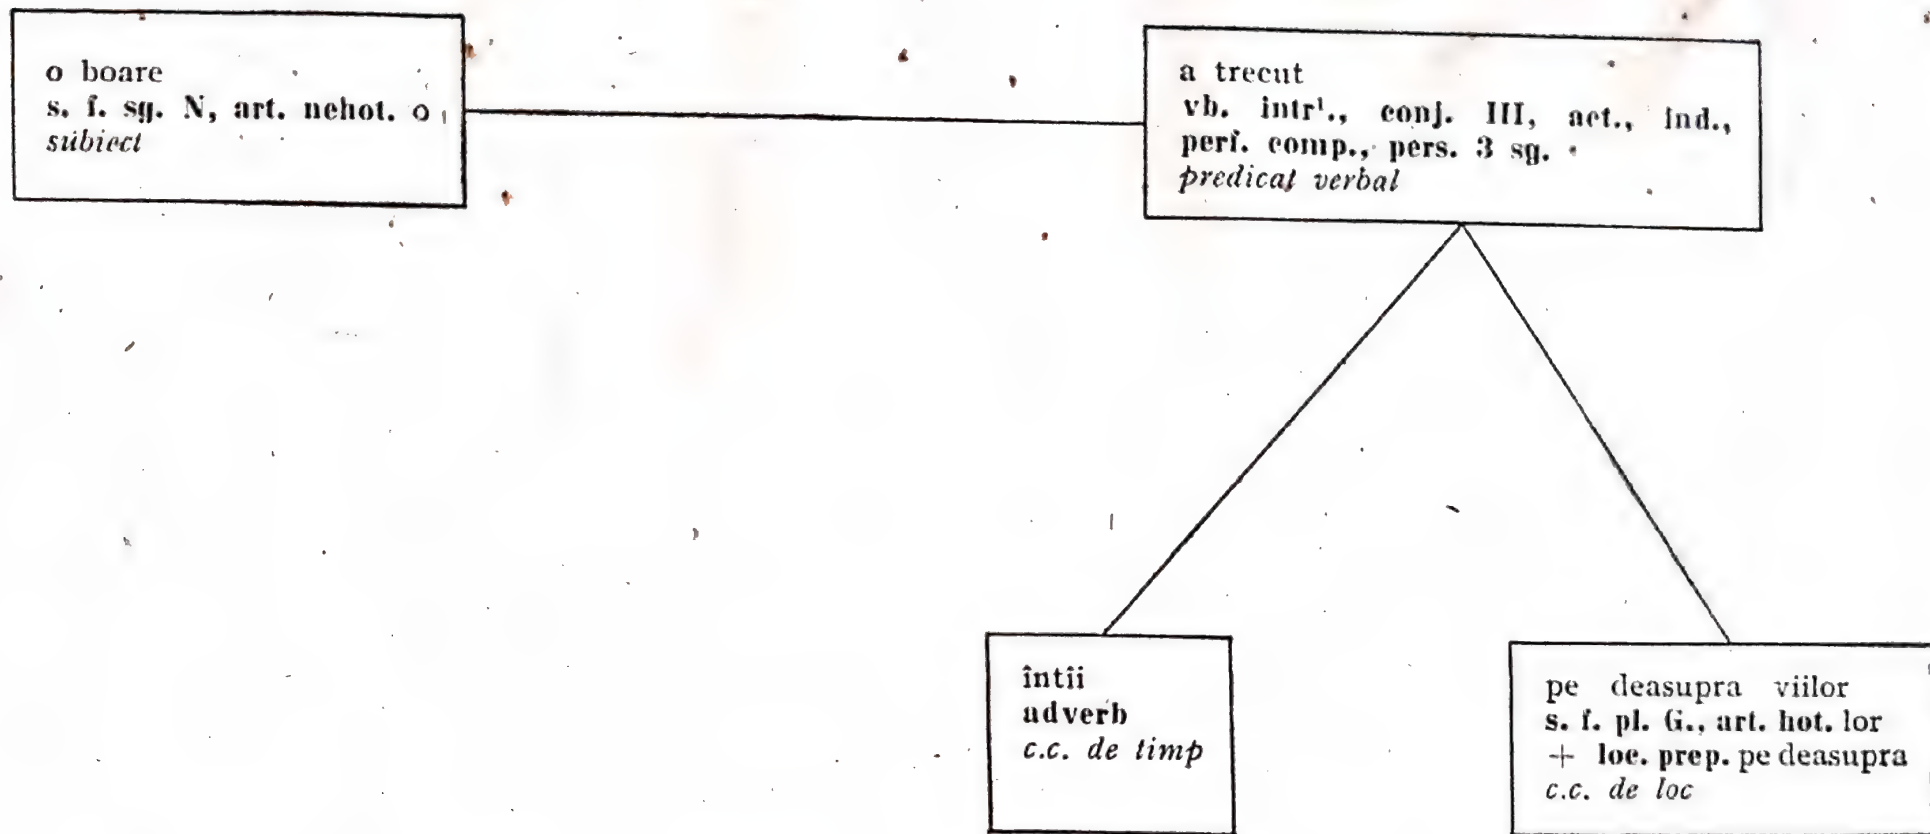 o boare
s. f. sg. N, art. nehot. o
subiect
a trecut
vb. intr¹., conj. III, act., ind.,
perf. comp., pers. 3 sg.
predicat verbal
întîi
adverb
c.c. de timp
pe deasupra viilor
s. f. pl. G., art. hot. lor
+ loc. prep. pe deasupra
c.c. de loc